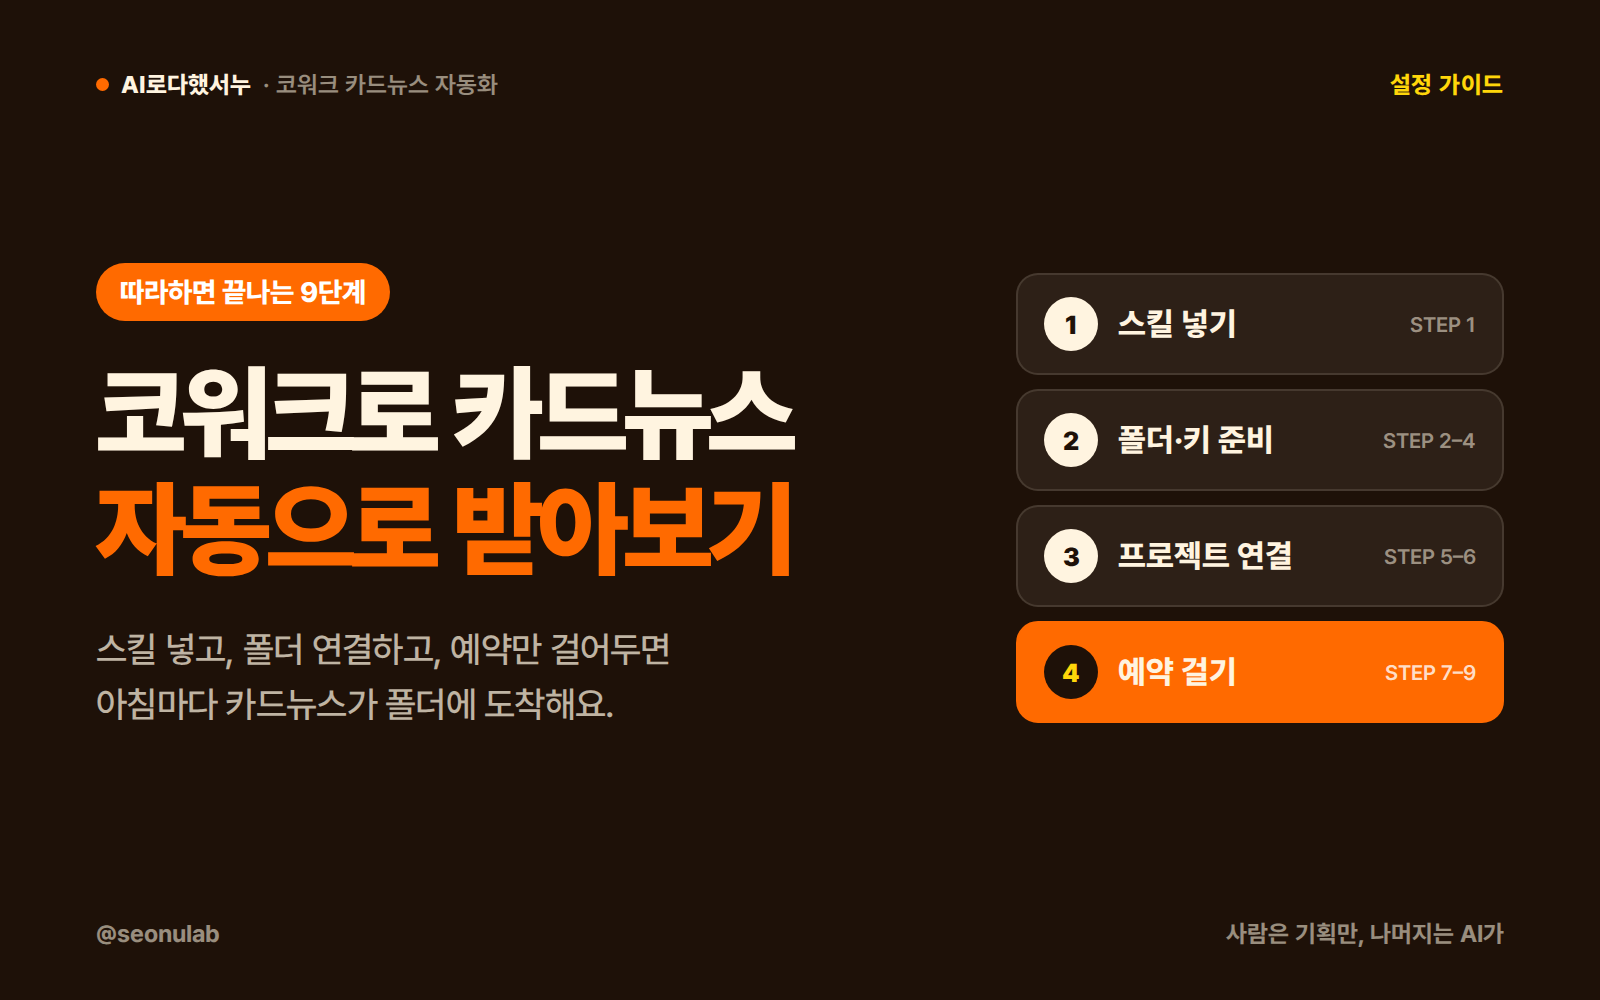 AI로다했서누 · 코워크 카드뉴스 자동화
설정 가이드
따라하면 끝나는 9단계
코워크로 카드뉴스
자동으로 받아보기
스킬 넣고, 폴더 연결하고, 예약만 걸어두면
아침마다 카드뉴스가 폴더에 도착해요.
1 스킬 넣기 STEP 1
2 폴더·키 준비 STEP 2–4
3 프로젝트 연결 STEP 5–6
4 예약 걸기 STEP 7–9
@seonulab
사람은 기획만, 나머지는 AI가